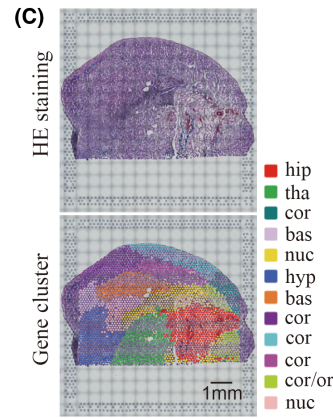 (C)
HE staining
Gene cluster
hip
tha
cor
bas
nuc
hyp
bas
cor
cor
cor
cor/or
nuc
1mm